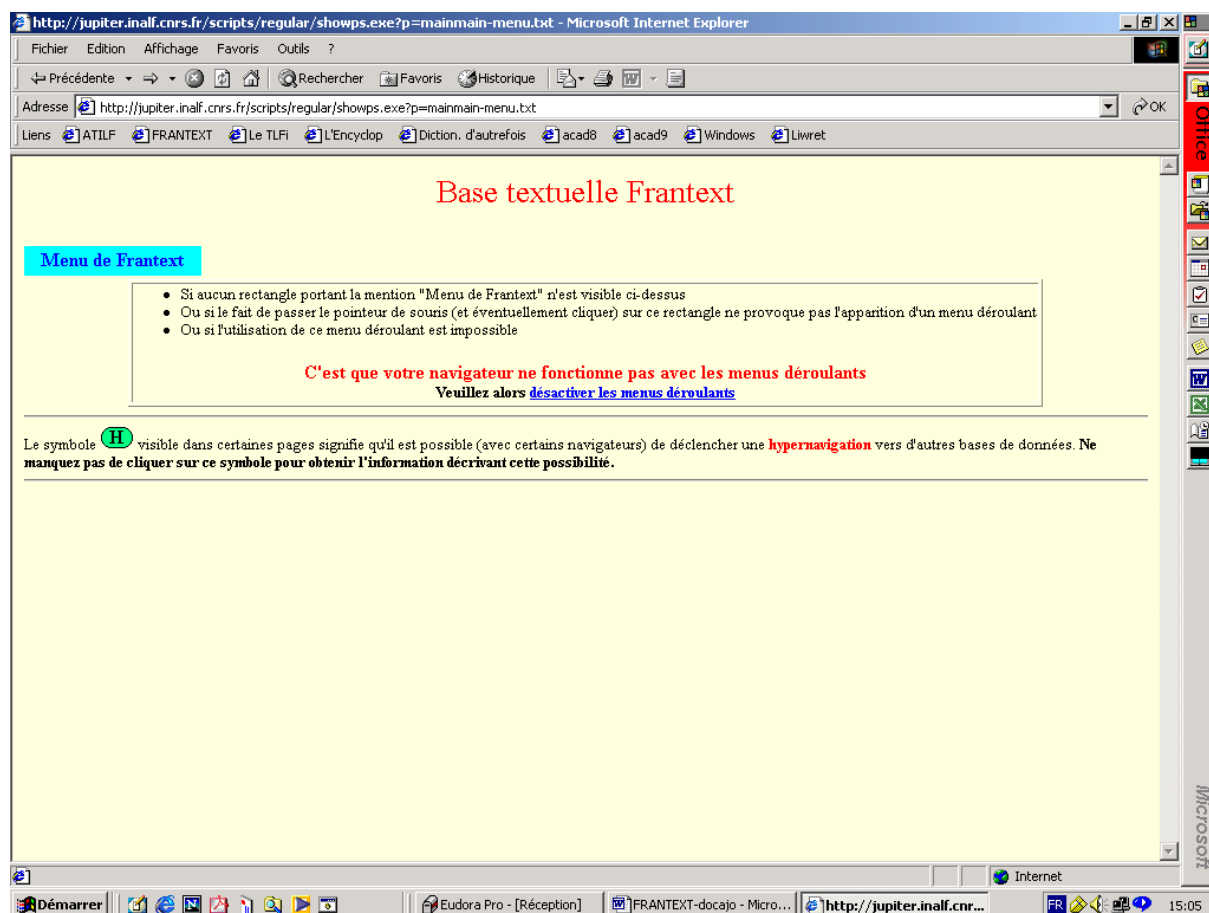 http://jupiter.inalf.cnrs.fr/scripts/regular/showps.exe?p=mainmain-menu.txt - Microsoft Internet Explorer
Fichier Edition Affichage Favoris Outils ?
Précédente Rechercher Favoris Historique
Adresse http://jupiter.inalf.cnrs.fr/scripts/regular/showps.exe?p=mainmain-menu.txt OK
Liens ATILF FRANTEXT Le TLFi L'Encyclop Diction. d'autrefois acad8 acad9 Windows Liwret
Office
Base textuelle Frantext
Menu de Frantext
• Si aucun rectangle portant la mention "Menu de Frantext" n'est visible ci-dessus
• Ou si le fait de passer le pointeur de souris (et éventuellement cliquer) sur ce rectangle ne provoque pas l'apparition d'un menu déroulant
• Ou si l'utilisation de ce menu déroulant est impossible
C'est que votre navigateur ne fonctionne pas avec les menus déroulants
Veuillez alors désactiver les menus déroulants
Le symbole H visible dans certaines pages signifie qu'il est possible (avec certains navigateurs) de déclencher une hypernavigation vers d'autres bases de données. Ne
manquez pas de cliquer sur ce symbole pour obtenir l'information décrivant cette possibilité.
Microsoft
Internet
Démarrer Eudora Pro - [Réception] FRANTEXT-docajo - Micro... http://jupiter.inalf.cnr... FR 15:05